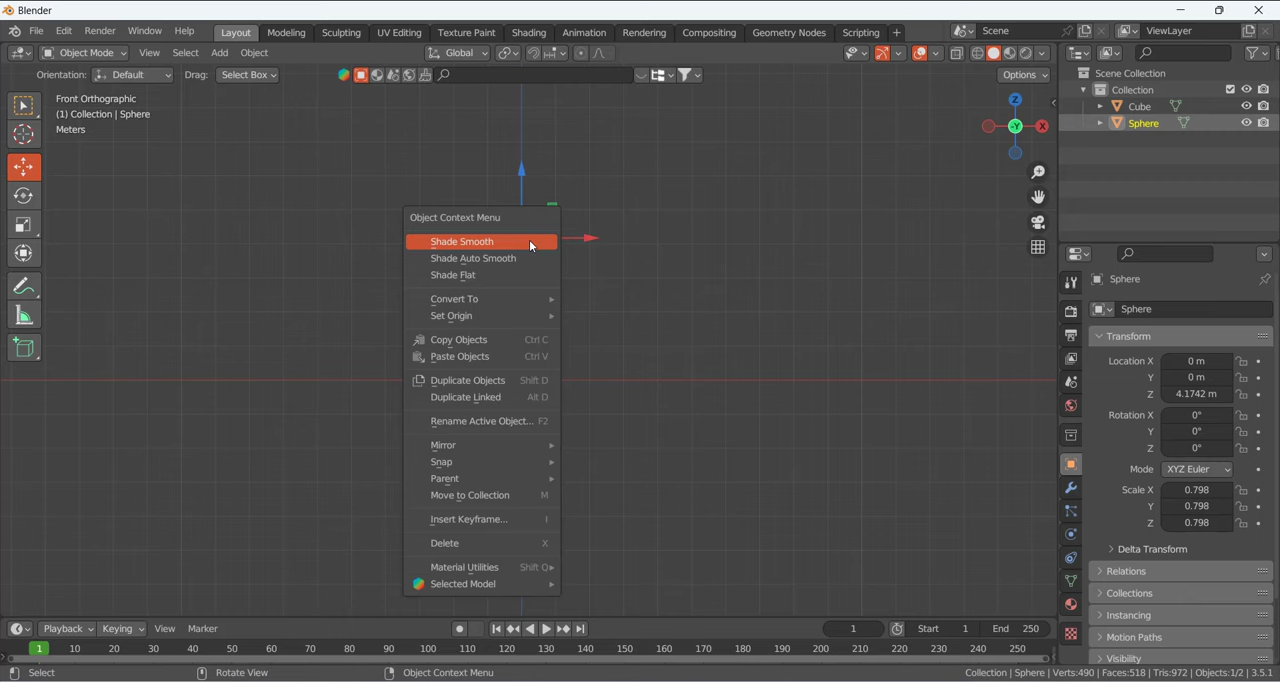 Blender
File Edit Render Window Help Layout Modeling Sculpting UV Editing Texture Paint Shading Animation Rendering Compositing Geometry Nodes Scripting + Scene ViewLayer
Object Mode View Select Add Object Global
Orientation: Default Drag: Select Box Options
Front Orthographic
(1) Collection | Sphere
Meters
Z
-Y X
Scene Collection
Collection
Cube
Sphere
Object Context Menu
Shade Smooth
Shade Auto Smooth
Shade Flat
Convert To
Set Origin
Copy Objects Ctrl C
Paste Objects Ctrl V
Duplicate Objects Shift D
Duplicate Linked Alt D
Rename Active Object... F2
Mirror
Snap
Parent
Move to Collection M
Insert Keyframe... I
Delete X
Material Utilities Shift Q
Selected Model
Sphere
Sphere
Transform
Location X 0 m
Y 0 m
Z 4.1742 m
Rotation X 0°
Y 0°
Z 0°
Mode XYZ Euler
Scale X 0.798
Y 0.798
Z 0.798
Delta Transform
Relations
Collections
Instancing
Motion Paths
Visibility
Playback Keying View Marker 1 Start 1 End 250
1 10 20 30 40 50 60 70 80 90 100 110 120 130 140 150 160 170 180 190 200 210 220 230 240 250
Select Rotate View Object Context Menu Collection | Sphere | Verts:490 | Faces:518 | Tris:972 | Objects:1/2 | 3.5.1